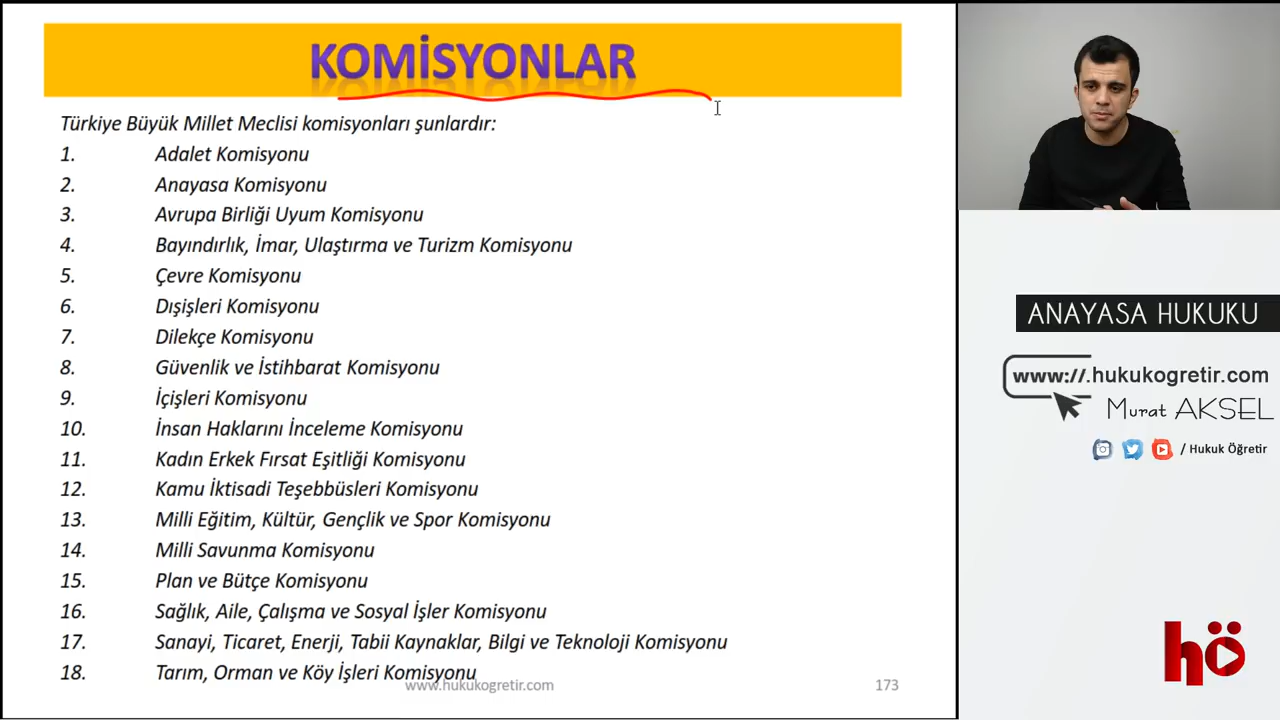 KOMİSYONLAR
Türkiye Büyük Millet Meclisi komisyonları şunlardır:
1. Adalet Komisyonu
2. Anayasa Komisyonu
3. Avrupa Birliği Uyum Komisyonu
4. Bayındırlık, İmar, Ulaştırma ve Turizm Komisyonu
5. Çevre Komisyonu
6. Dışişleri Komisyonu
7. Dilekçe Komisyonu
8. Güvenlik ve İstihbarat Komisyonu
9. İçişleri Komisyonu
10. İnsan Haklarını İnceleme Komisyonu
11. Kadın Erkek Fırsat Eşitliği Komisyonu
12. Kamu İktisadi Teşebbüsleri Komisyonu
13. Milli Eğitim, Kültür, Gençlik ve Spor Komisyonu
14. Milli Savunma Komisyonu
15. Plan ve Bütçe Komisyonu
16. Sağlık, Aile, Çalışma ve Sosyal İşler Komisyonu
17. Sanayi, Ticaret, Enerji, Tabii Kaynaklar, Bilgi ve Teknoloji Komisyonu
18. Tarım, Orman ve Köy İşleri Komisyonu
www.hukukogretir.com
173
ANAYASA HUKUKU
www://.hukukogretir.com
Murat AKSEL
/ Hukuk Öğretir
hö